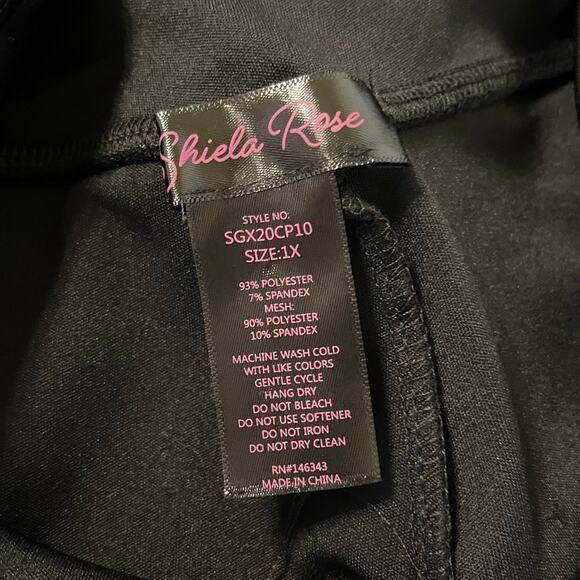 Shiela Rose
STYLE NO:
SGX20CP10
SIZE:1X
93% POLYESTER
7% SPANDEX
MESH:
90% POLYESTER
10% SPANDEX
MACHINE WASH COLD
WITH LIKE COLORS
GENTLE CYCLE
HANG DRY
DO NOT BLEACH
DO NOT USE SOFTENER
DO NOT IRON
DO NOT DRY CLEAN
RN#146343
MADE IN CHINA